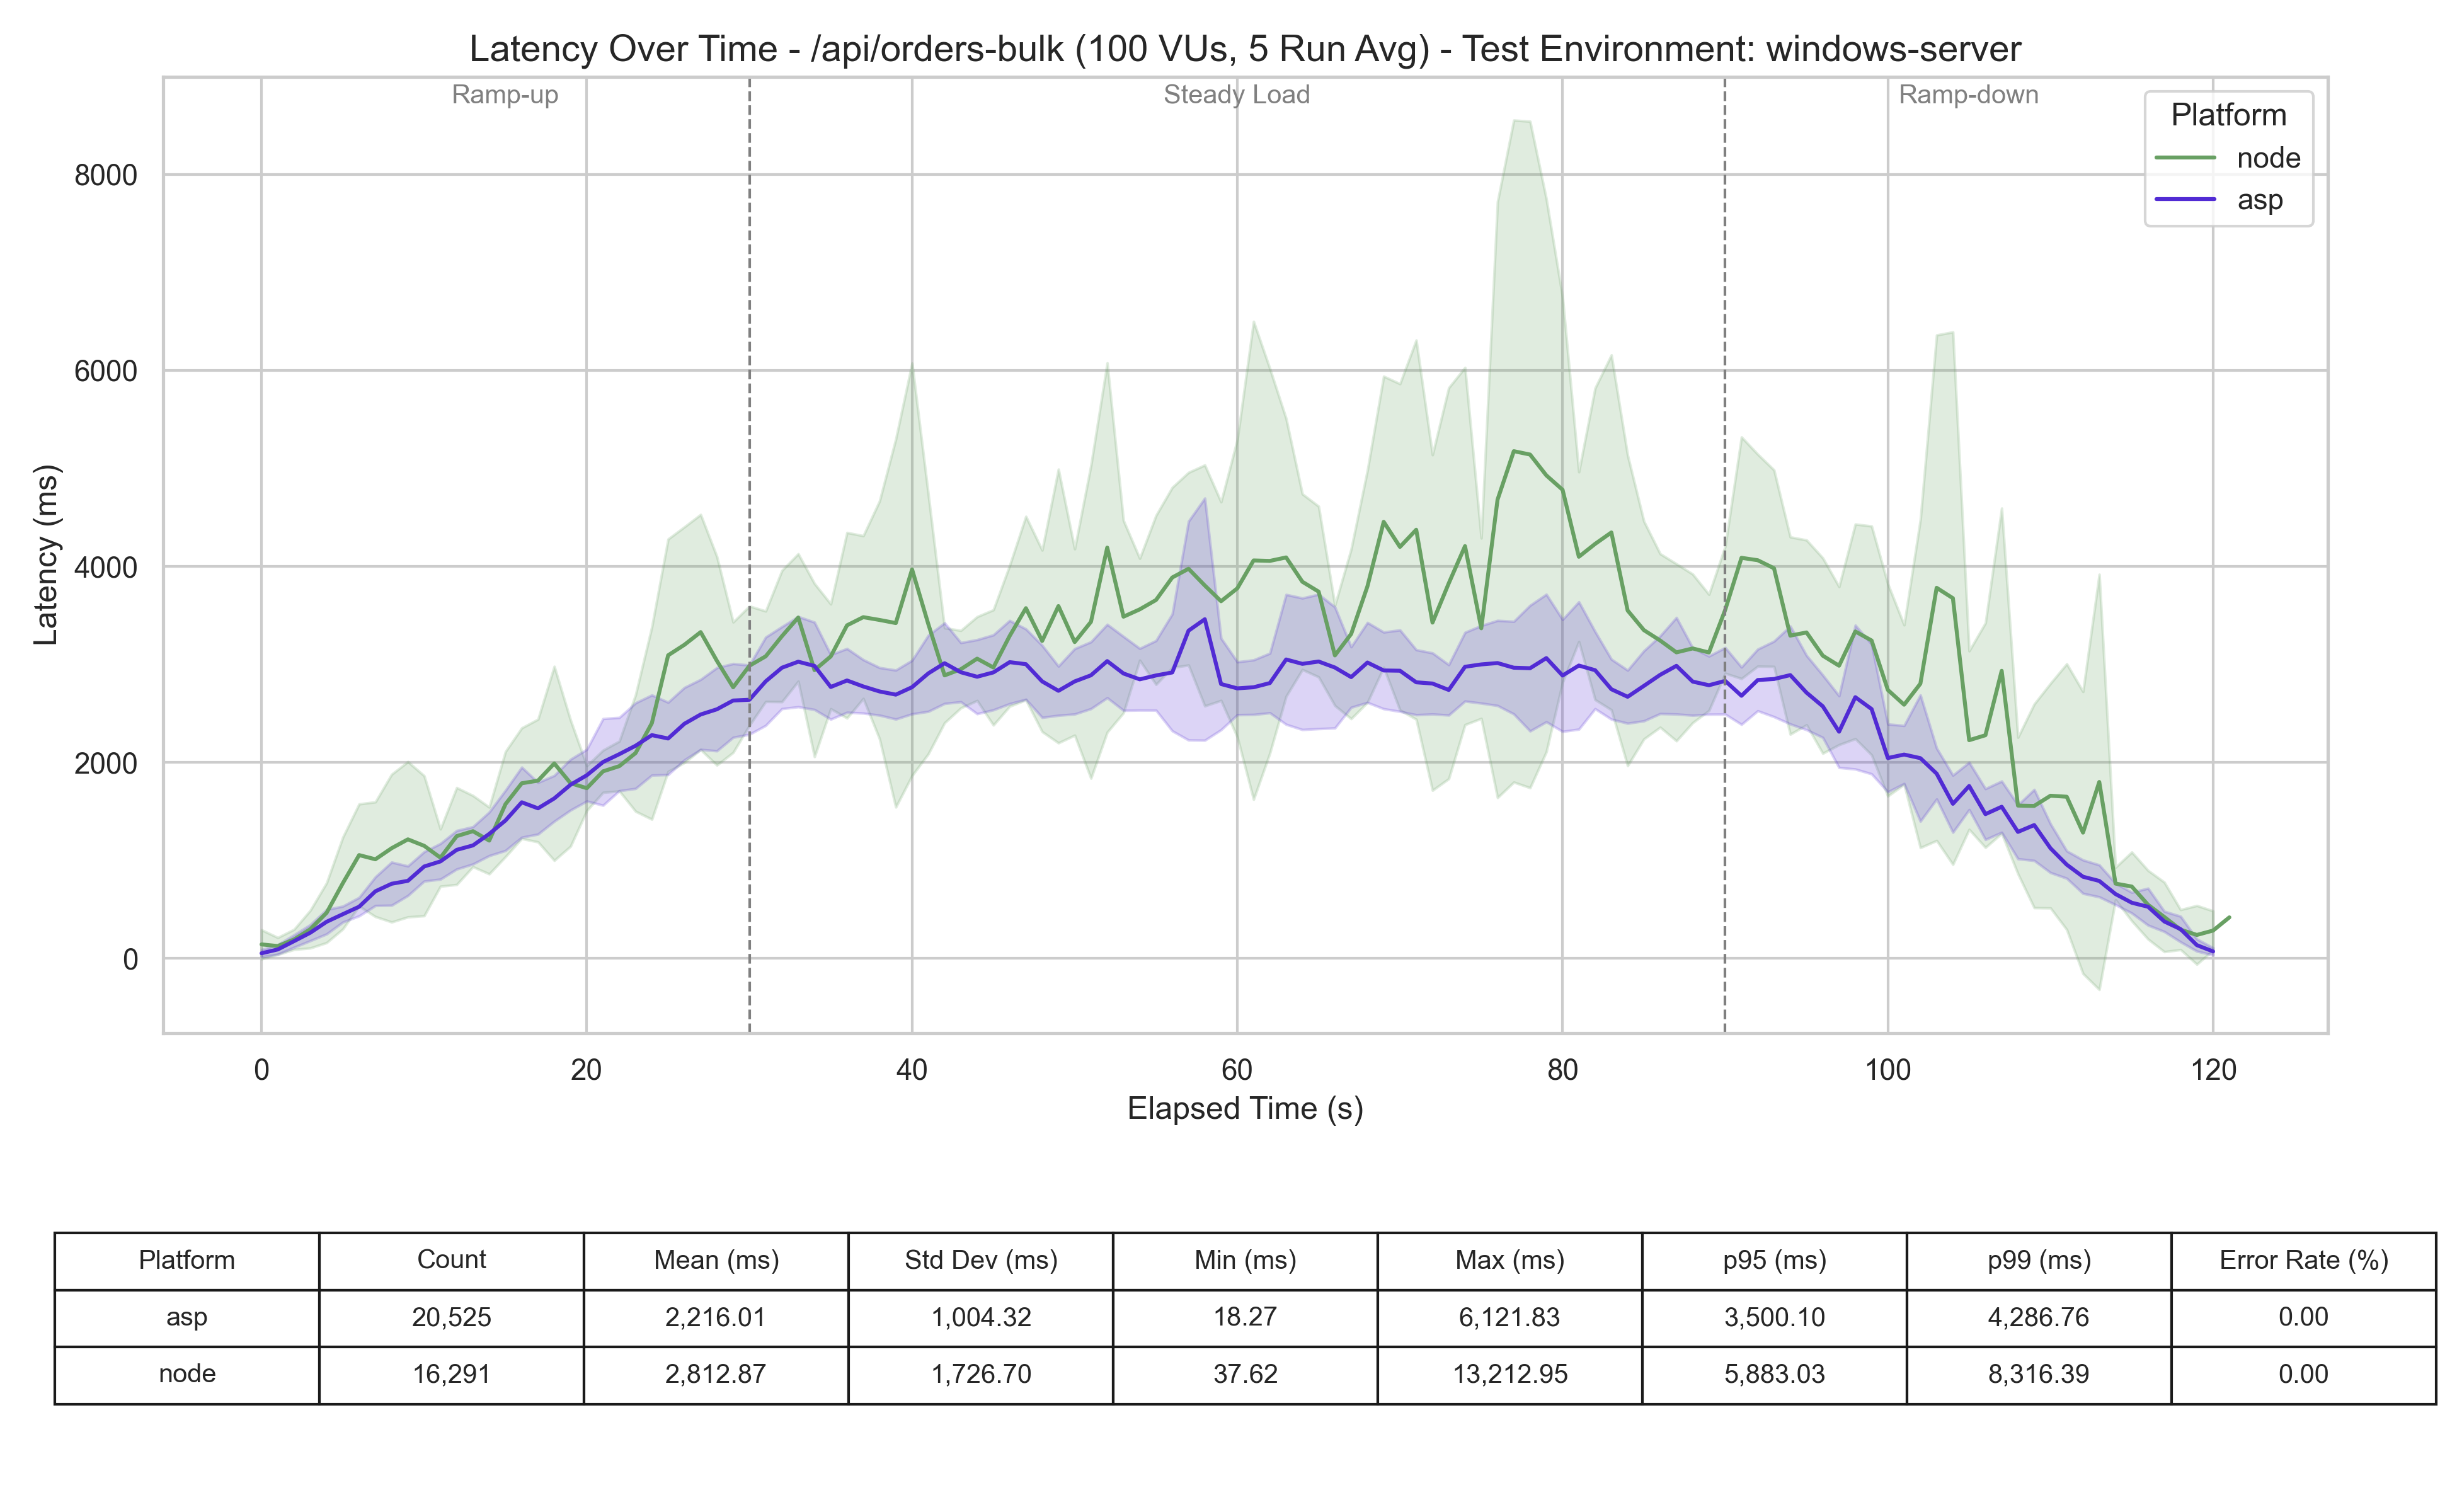 Latency Over Time - /api/orders-bulk (100 VUs, 5 Run Avg) - Test Environment: windows-server
Ramp-up
Steady Load
Ramp-down
Platform
node
asp
8000
6000
4000
2000
0
Latency (ms)
0 20 40 60 80 100 120
Elapsed Time (s)
Platform Count Mean (ms) Std Dev (ms) Min (ms) Max (ms) p95 (ms) p99 (ms) Error Rate (%)
asp 20,525 2,216.01 1,004.32 18.27 6,121.83 3,500.10 4,286.76 0.00
node 16,291 2,812.87 1,726.70 37.62 13,212.95 5,883.03 8,316.39 0.00